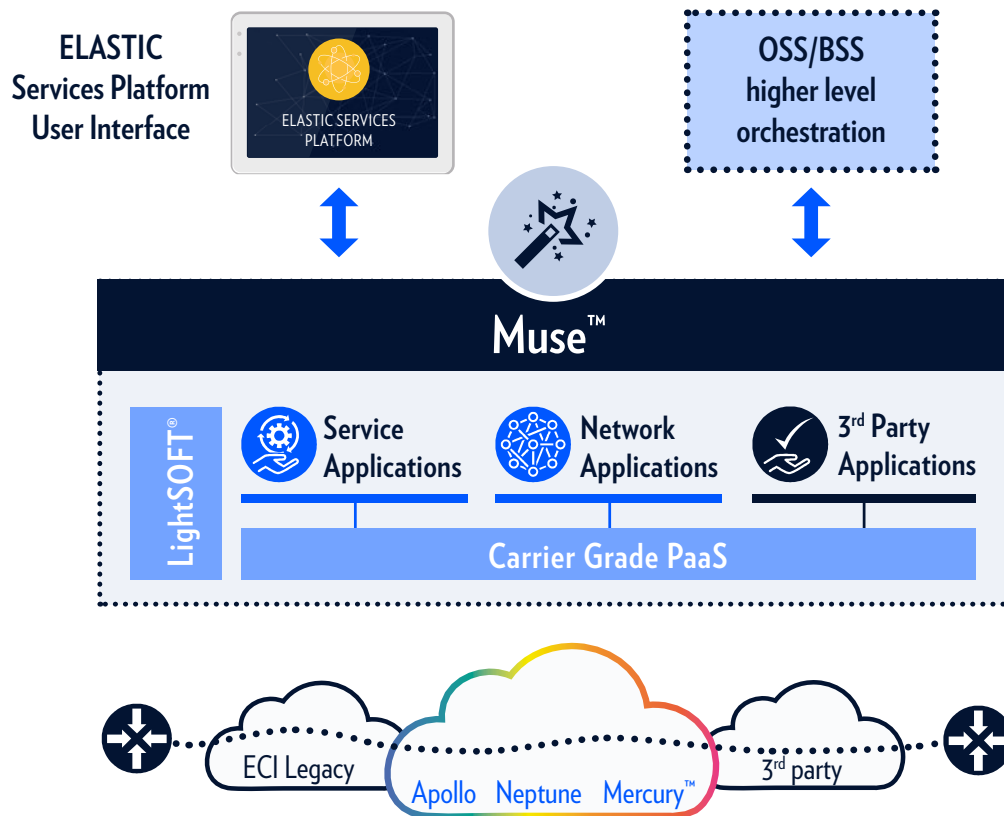 ELASTIC
Services Platform
User Interface
ELASTIC SERVICES
PLATFORM
OSS/BSS
higher level
orchestration
Muse™
LightSOFT®
Service
Applications
Network
Applications
3rd Party
Applications
Carrier Grade PaaS
ECI Legacy
Apollo Neptune Mercury™
3rd party